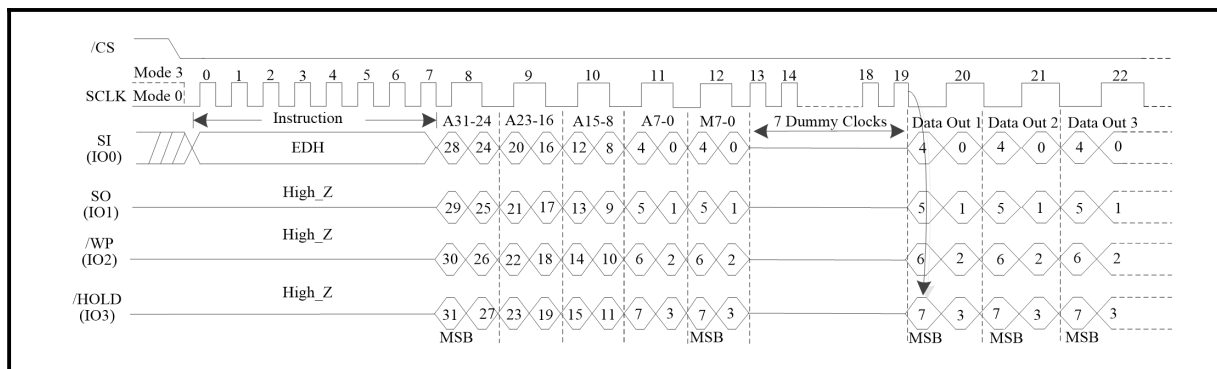 /CS
Mode 3 0 1 2 3 4 5 6 7 8 9 10 11 12 13 14 18 19 20 21 22
SCLK Mode 0
Instruction A31-24 A23-16 A15-8 A7-0 M7-0 7 Dummy Clocks Data Out 1 Data Out 2 Data Out 3
SI
(IO0) EDH 28 24 20 16 12 8 4 0 4 0 4 0 4 0 4 0
High_Z
SO
(IO1) 29 25 21 17 13 9 5 1 5 1 5 1 5 1 5 1
High_Z
/WP
(IO2) 30 26 22 18 14 10 6 2 6 2 6 2 6 2 6 2
High_Z
/HOLD
(IO3) 31 27 23 19 15 11 7 3 7 3 7 3 7 3 7 3
MSB MSB MSB MSB MSB